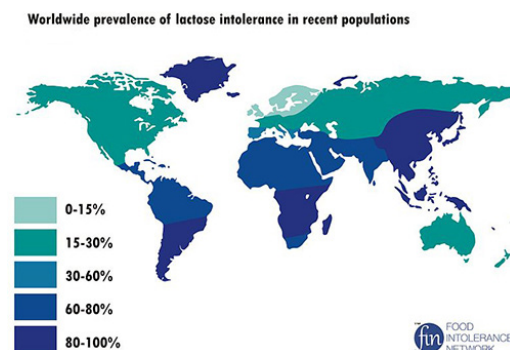 Worldwide prevalence of lactose intolerance in recent populations
0-15%
15-30%
30-60%
60-80%
80-100%
fin
FOOD
INTOLERANCE
NETWORK